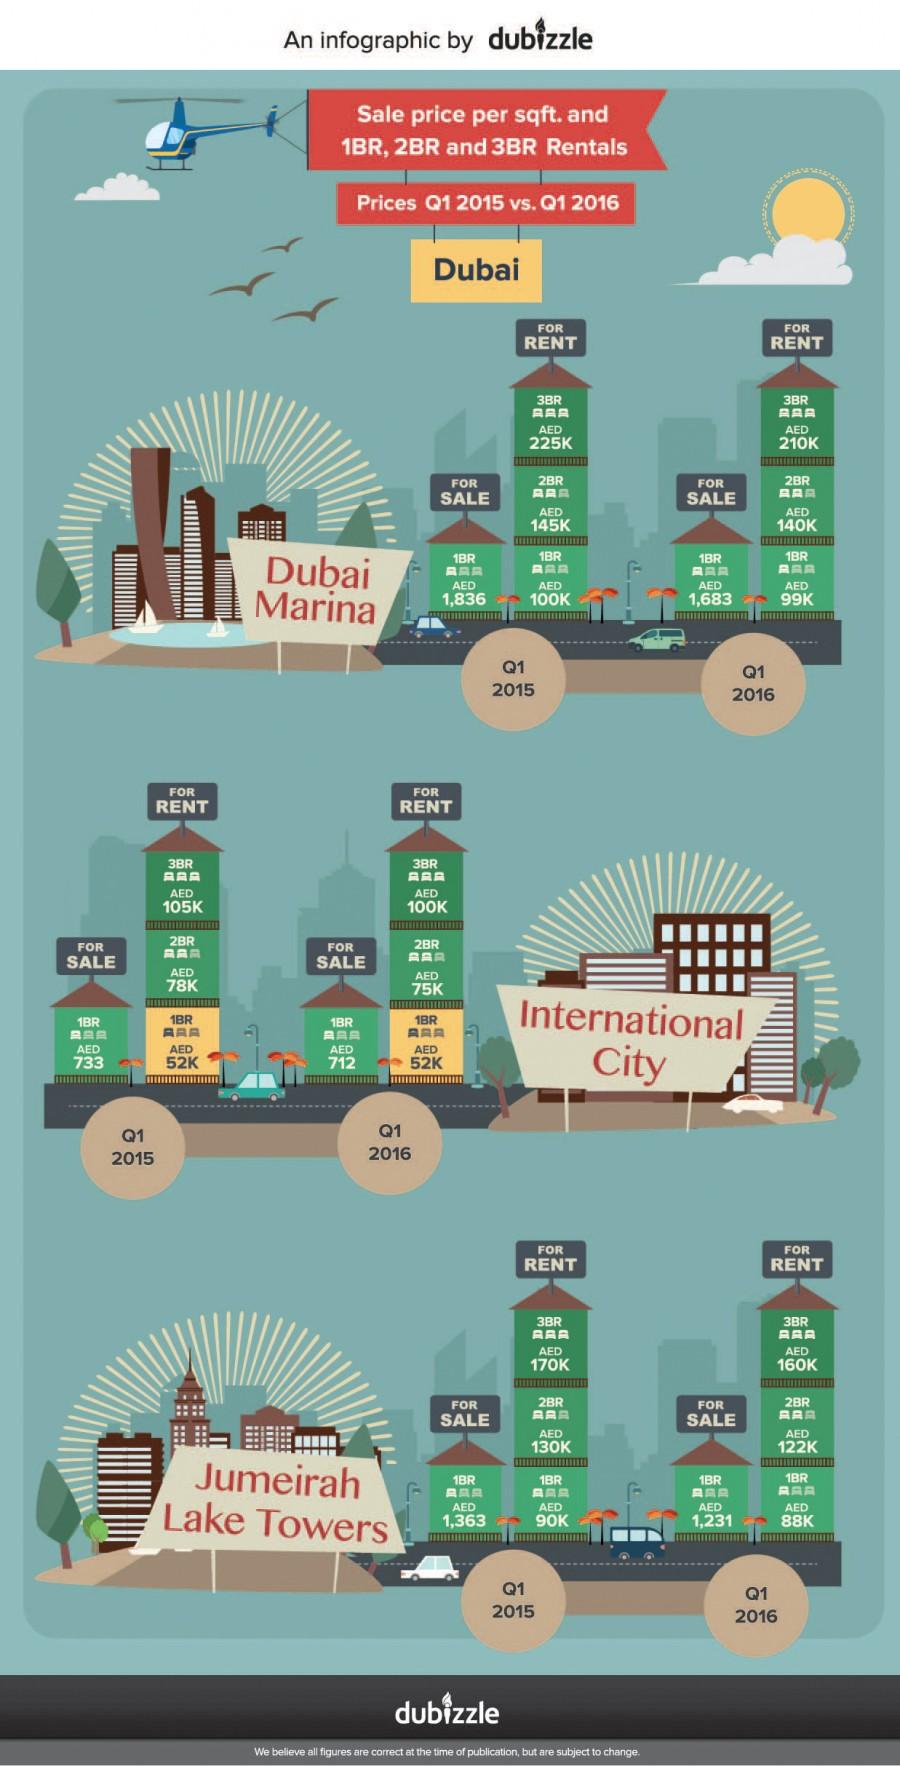 An infographic by dubizzle
Sale price per sqft. and
1BR, 2BR and 3BR Rentals
Prices Q1 2015 vs. Q1 2016
Dubai
Dubai
Marina
FOR
SALE
1BR
AED
1,836
FOR
RENT
3BR
AED
225K
2BR
AED
145K
1BR
AED
100K
Q1
2015
FOR
SALE
1BR
AED
1,683
FOR
RENT
3BR
AED
210K
2BR
AED
140K
1BR
AED
99K
Q1
2016
FOR
SALE
1BR
AED
733
FOR
RENT
3BR
AED
105K
2BR
AED
78K
1BR
AED
52K
Q1
2015
FOR
SALE
1BR
AED
712
FOR
RENT
3BR
AED
100K
2BR
AED
75K
1BR
AED
52K
Q1
2016
International
City
Jumeirah
Lake Towers
FOR
SALE
1BR
AED
1,363
FOR
RENT
3BR
AED
170K
2BR
AED
130K
1BR
AED
90K
Q1
2015
FOR
SALE
1BR
AED
1,231
FOR
RENT
3BR
AED
160K
2BR
AED
122K
1BR
AED
88K
Q1
2016
dubizzle
We believe all figures are correct at the time of publication, but are subject to change.